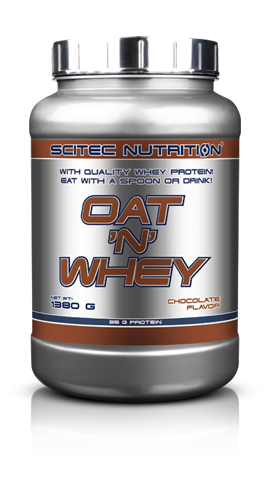 SCITEC NUTRITION®
WITH QUALITY WHEY PROTEIN!
EAT WITH A SPOON OR DRINK!
OAT
'N'
WHEY
NET WT:
1380 G
CHOCOLATE
FLAVOR
35 G PROTEIN